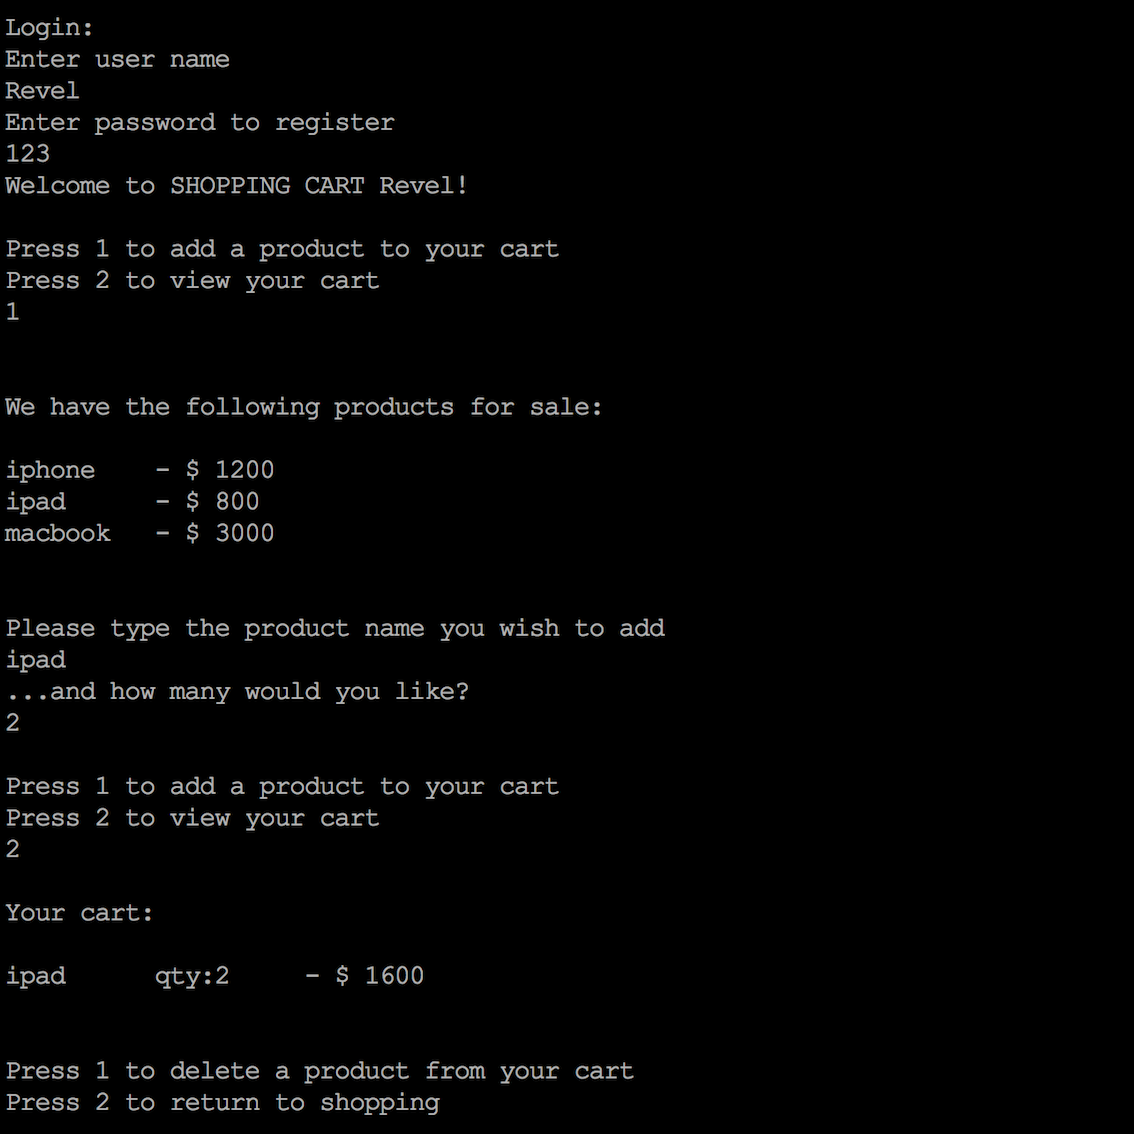 Login:
Enter user name
Revel
Enter password to register
123
Welcome to SHOPPING CART Revel!
Press 1 to add a product to your cart
Press 2 to view your cart
1
We have the following products for sale:
iphone    - $ 1200
ipad      - $ 800
macbook   - $ 3000
Please type the product name you wish to add
ipad
...and how many would you like?
2
Press 1 to add a product to your cart
Press 2 to view your cart
2
Your cart:
ipad      qty:2     - $ 1600
Press 1 to delete a product from your cart
Press 2 to return to shopping